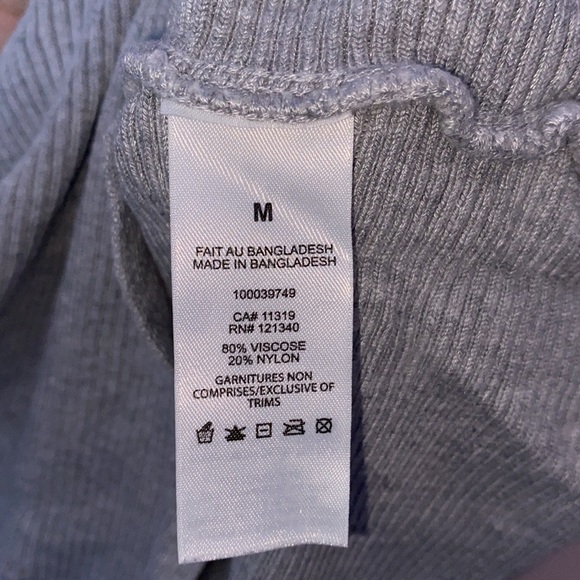 M
FAIT AU BANGLADESH
MADE IN BANGLADESH
100039749
CA# 11319
RN# 121340
80% VISCOSE
20% NYLON
GARNITURES NON
COMPRISES/EXCLUSIVE OF
TRIMS